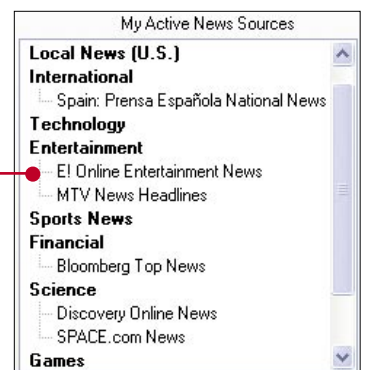 My Active News Sources
Local News (U.S.)
International
Spain: Prensa Española National News
Technology
Entertainment
E! Online Entertainment News
MTV News Headlines
Sports News
Financial
Bloomberg Top News
Science
Discovery Online News
SPACE.com News
Games